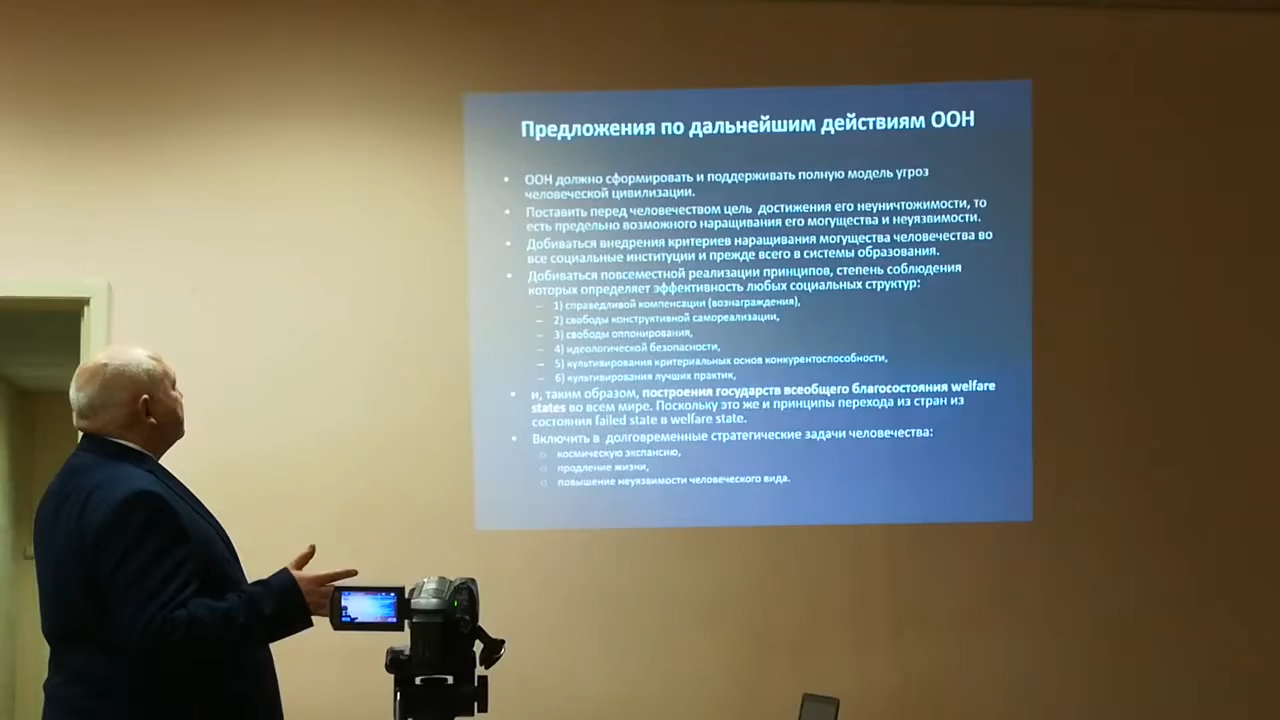 Предложения по дальнейшим действиям ООН
• ООН должно сформировать и поддерживать полную модель угроз
человеческой цивилизации.
• Поставить перед человечеством цель достижения его неуничтожимости, то
есть предельно возможного наращивания его могущества и неуязвимости.
• Добиваться внедрения критериев наращивания могущества человечества во
все социальные институции и прежде всего в системы образования.
• Добиваться повсеместной реализации принципов, степень соблюдения
которых определяет эффективность любых социальных структур:
– 1) справедливой компенсации (вознаграждения),
– 2) свободы конструктивной самореализации,
– 3) свободы оппонирования,
– 4) идеологической безопасности,
– 5) культивирования критериальных основ конкурентоспособности,
– 6) культивирования лучших практик,
• и, таким образом, построения государств всеобщего благосостояния welfare
states во всем мире. Поскольку это же и принципы перехода из стран из
состояния failed state в welfare state.
• Включить в долговременные стратегические задачи человечества:
o космическую экспансию,
o продление жизни,
o повышение неуязвимости человеческого вида.